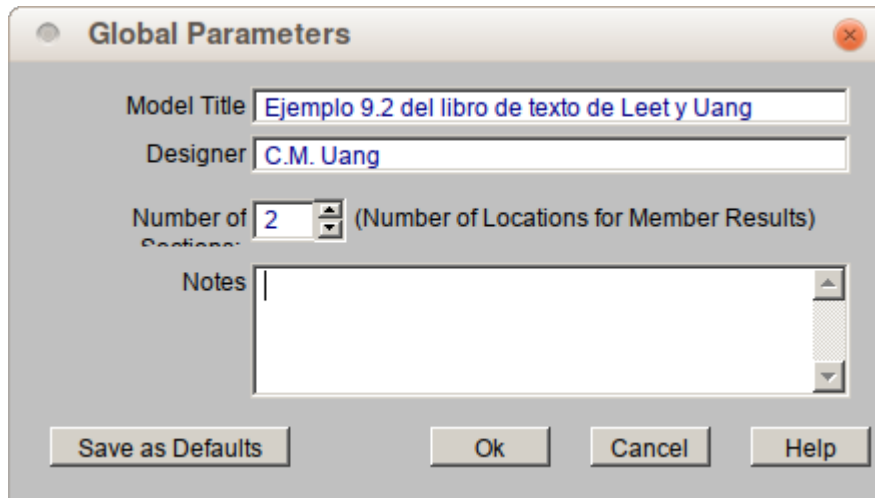 Global Parameters
Model Title Ejemplo 9.2 del libro de texto de Leet y Uang
Designer C.M. Uang
Number of 2 (Number of Locations for Member Results)
Sections:
Notes
Save as Defaults Ok Cancel Help